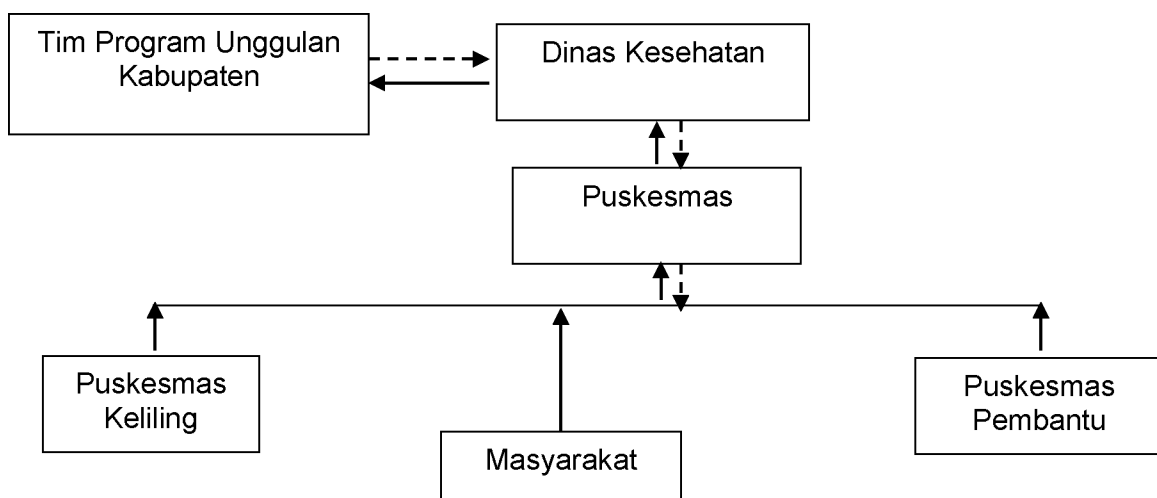 Tim Program Unggulan
Kabupaten
Dinas Kesehatan
Puskesmas
Puskesmas
Keliling
Masyarakat
Puskesmas
Pembantu